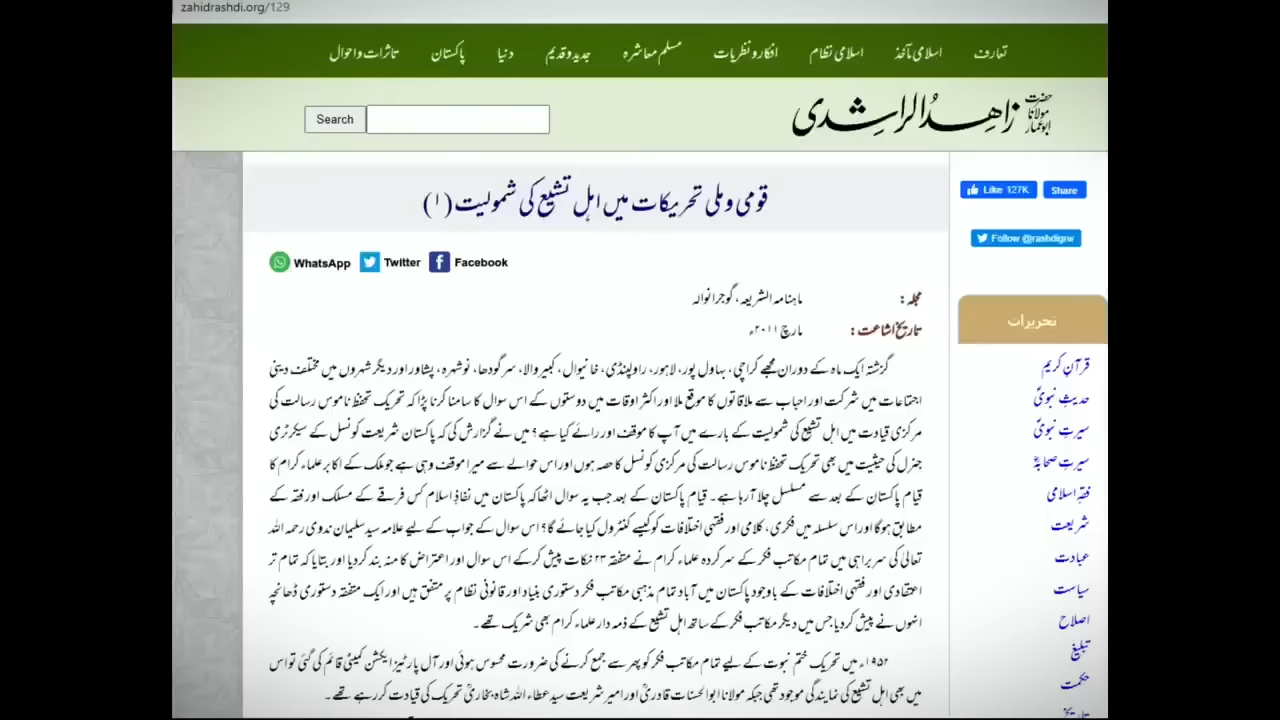 zahidrashdi.org/129
تعارف اسلامی مآخذ اسلامی نظام افکار و نظریات مسلم معاشرہ جدید و قدیم دنیا پاکستان تاثرات و احوال
حضرت مولانا ابوعمار زاہد الراشدی
Search
قومی و ملی تحریکات میں اہلِ تشیع کی شمولیت (۱)
Like 127K Share
Follow @rashdigrw
WhatsApp Twitter Facebook
مجلہ: ماہنامہ الشریعہ، گوجرانوالہ
تاریخ اشاعت: مارچ ۲۰۱۱ء
گزشتہ ایک ماہ کے دوران مجھے کراچی، بہاول پور، لاہور، راولپنڈی، خانیوال، کبیر والا، سرگودھا، نوشہرہ، پشاور اور دیگر شہروں میں مختلف دینی
اجتماعات میں شرکت اور احباب سے ملاقاتوں کا موقع ملا اور اکثر اوقات میں دوستوں کے اس سوال کا سامنا کرنا پڑا کہ تحریک تحفظ ناموس رسالت کی
مرکزی قیادت میں اہل تشیع کی شمولیت کے بارے میں آپ کا موقف اور رائے کیا ہے؟ میں نے گزارش کی کہ پاکستان شریعت کونسل کے سیکرٹری
جنرل کی حیثیت میں بھی تحریک تحفظ ناموس رسالت کی مرکزی کونسل کا حصہ ہوں اور اس حوالے سے میرا موقف وہی ہے جو ملک کے اکابر علماء کرام کا
قیام پاکستان کے بعد سے مسلسل چلا آ رہا ہے۔ قیام پاکستان کے بعد جب یہ سوال اٹھا کہ پاکستان میں نفاذِ اسلام کس فرقے کے مسلک اور فقہ کے
مطابق ہوگا اور اس سلسلہ میں فکری، کلامی اور فقہی اختلافات کو کیسے کنٹرول کیا جائے گا؟ اس سوال کے جواب کے لیے علامہ سید سلیمان ندوی رحمہ اللہ
تعالیٰ کی سربراہی میں تمام مکاتب فکر کے سرکردہ علماء کرام نے متفقہ ۲۳ نکات پیش کر کے اس سوال اور اعتراض کا منہ بند کر دیا اور بتایا کہ تمام تر
اعتقادی اور فقہی اختلافات کے باوجود پاکستان میں آباد تمام مذہبی مکاتب فکر دستوری بنیاد اور قانونی نظام پر متفق ہیں اور ایک متفقہ دستوری ڈھانچہ
انہوں نے پیش کر دیا جس میں دیگر مکاتب فکر کے ساتھ اہل تشیع کے ذمہ دار علماء کرام بھی شریک تھے۔
۱۹۵۲ء میں تحریک ختم نبوت کے لیے تمام مکاتب فکر کو پھر سے جمع کرنے کی ضرورت محسوس ہوئی اور آل پارٹیز ایکشن کمیٹی قائم کی گئی تو اس
میں بھی اہل تشیع کی نمایندگی موجود تھی جبکہ مولانا ابوالحسنات قادریؒ اور امیر شریعت سید عطاء اللہ شاہ بخاریؒ تحریک کی قیادت کر رہے تھے۔
تحریرات
قرآنِ کریم
حدیثِ نبویؐ
سیرتِ نبویؐ
سیرتِ صحابہؓ
فقہ اسلامی
شریعت
عبادت
سیاست
اصلاح
تبلیغ
حکمت
تاریخ